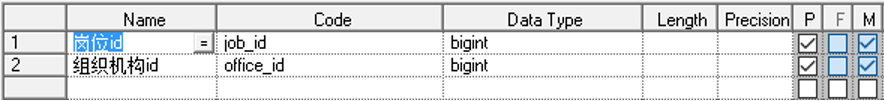 Name Code Data Type Length Precision P F M
1 岗位id = job_id bigint
2 组织机构id office_id bigint